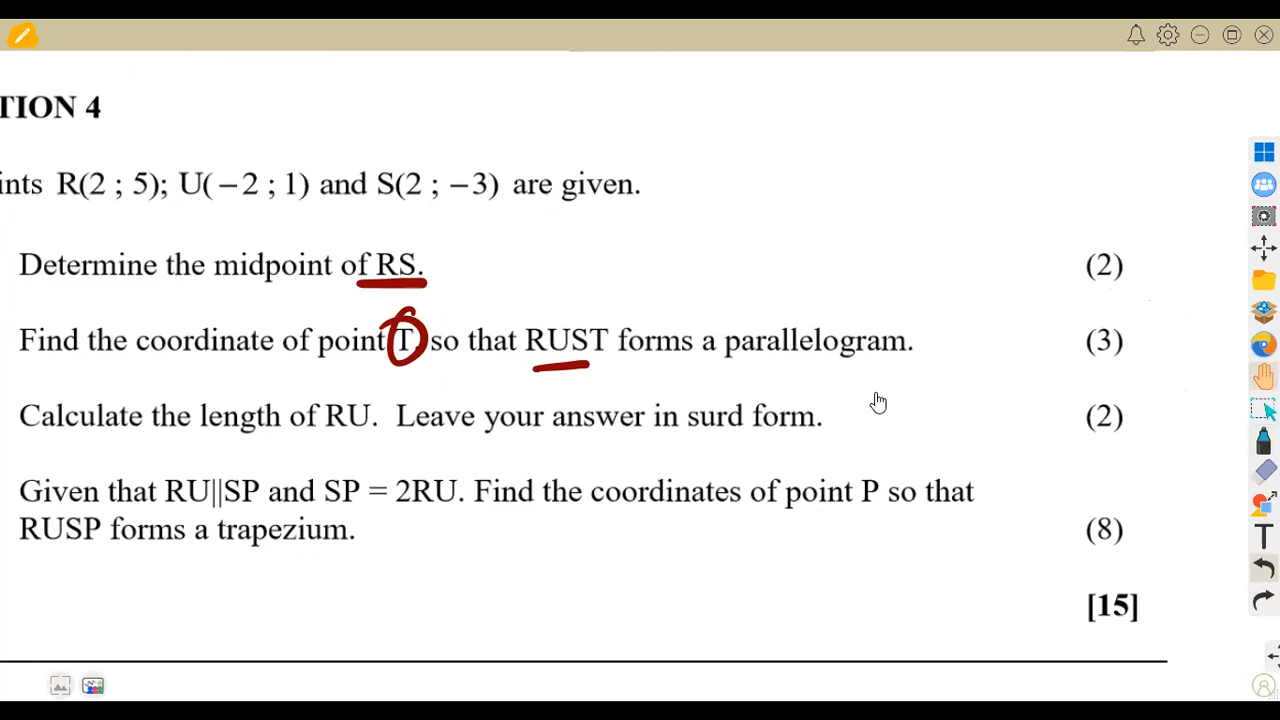 TION 4
ints R(2 ; 5); U(−2 ; 1) and S(2 ; −3) are given.
Determine the midpoint of RS. (2)
Find the coordinate of point T, so that RUST forms a parallelogram. (3)
Calculate the length of RU. Leave your answer in surd form. (2)
Given that RU||SP and SP = 2RU. Find the coordinates of point P so that
RUSP forms a trapezium. (8)
[15]
T